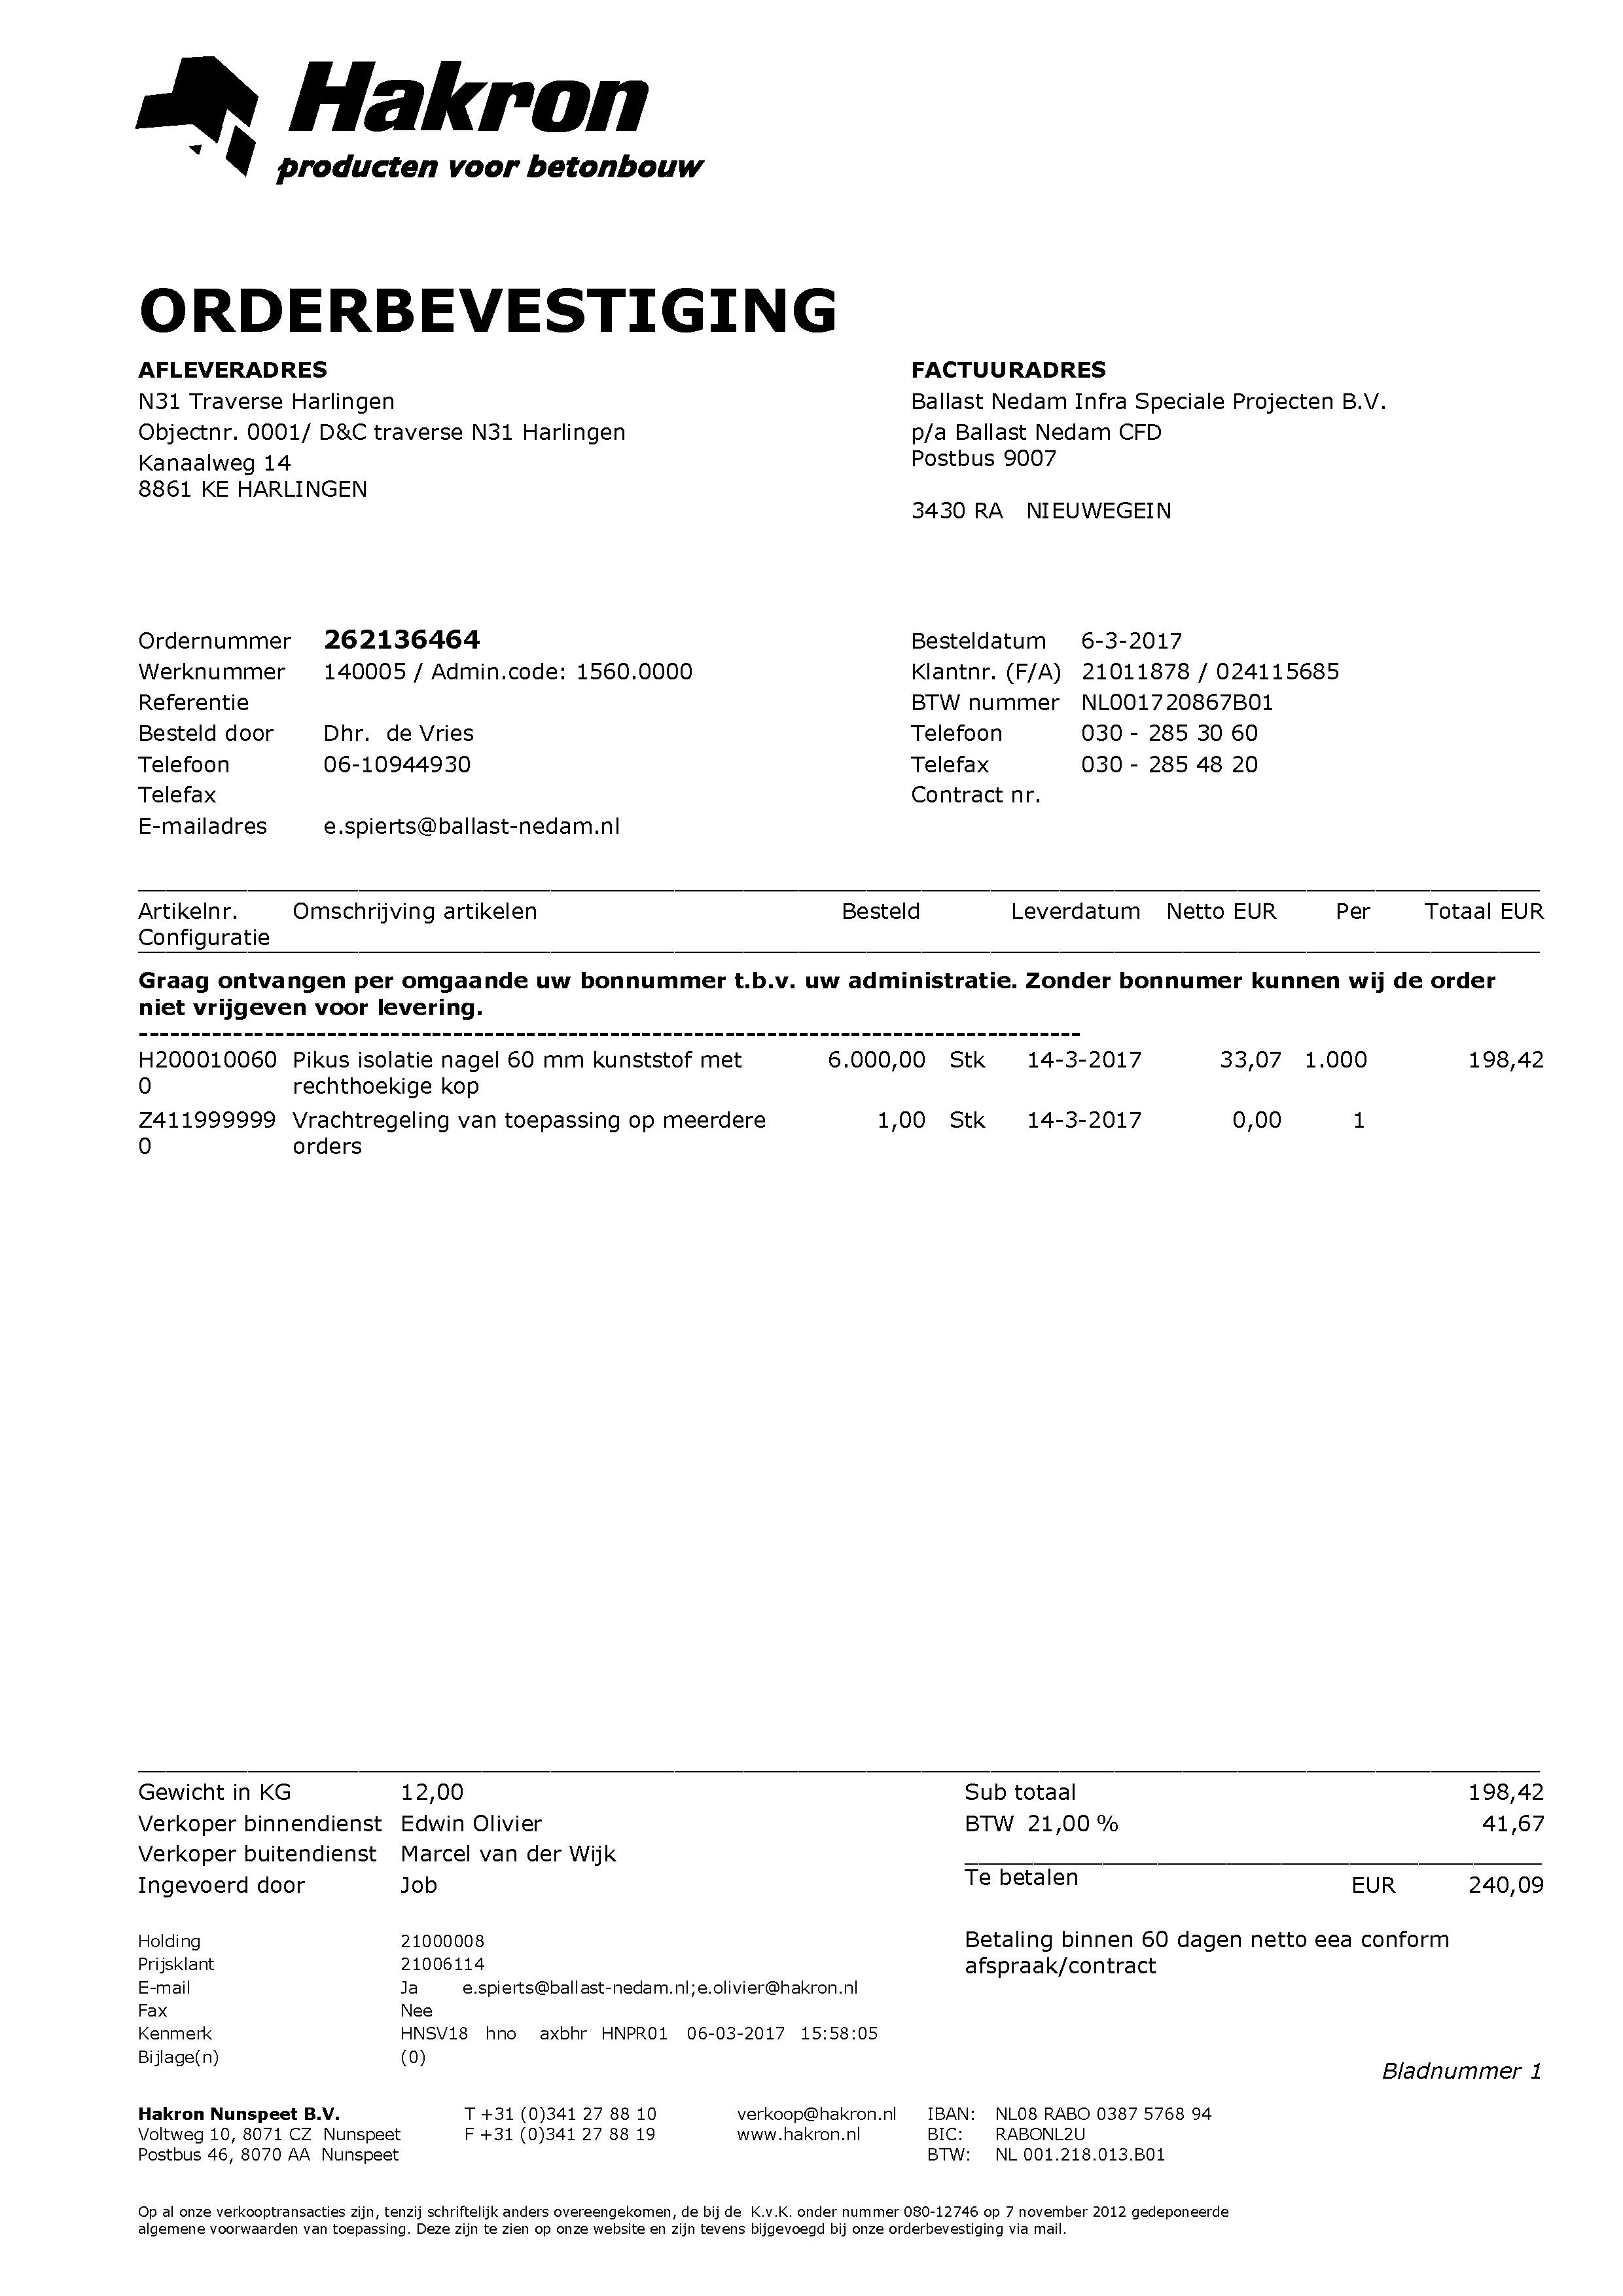 Hakron
producten voor betonbouw
ORDERBEVESTIGING
AFLEVERADRES
N31 Traverse Harlingen
Objectnr. 0001/ D&C traverse N31 Harlingen
Kanaalweg 14
8861 KE HARLINGEN
FACTUURADRES
Ballast Nedam Infra Speciale Projecten B.V.
p/a Ballast Nedam CFD
Postbus 9007
3430 RA NIEUWEGEIN
Ordernummer 262136464
Werknummer 140005 / Admin.code: 1560.0000
Referentie
Besteld door Dhr. de Vries
Telefoon 06-10944930
Telefax
E-mailadres e.spierts@ballast-nedam.nl
Besteldatum 6-3-2017
Klantnr. (F/A) 21011878 / 024115685
BTW nummer NL001720867B01
Telefoon 030 - 285 30 60
Telefax 030 - 285 48 20
Contract nr.
Artikelnr. Omschrijving artikelen Besteld Leverdatum Netto EUR Per Totaal EUR
Configuratie
Graag ontvangen per omgaande uw bonnummer t.b.v. uw administratie. Zonder bonnumer kunnen wij de order
niet vrijgeven voor levering.
------------------------------------------------------------------------------------------
H200010060 Pikus isolatie nagel 60 mm kunststof met 6.000,00 Stk 14-3-2017 33,07 1.000 198,42
0 rechthoekige kop
Z411999999 Vrachtregeling van toepassing op meerdere 1,00 Stk 14-3-2017 0,00 1
0 orders
Gewicht in KG 12,00
Verkoper binnendienst Edwin Olivier
Verkoper buitendienst Marcel van der Wijk
Ingevoerd door Job
Sub totaal 198,42
BTW 21,00 % 41,67
Te betalen EUR 240,09
Holding 21000008
Prijsklant 21006114
E-mail Ja e.spierts@ballast-nedam.nl;e.olivier@hakron.nl
Fax Nee
Kenmerk HNSV18 hno axbhr HNPR01 06-03-2017 15:58:05
Bijlage(n) (0)
Betaling binnen 60 dagen netto eea conform
afspraak/contract
Bladnummer 1
Hakron Nunspeet B.V. T +31 (0)341 27 88 10 verkoop@hakron.nl IBAN: NL08 RABO 0387 5768 94
Voltweg 10, 8071 CZ Nunspeet F +31 (0)341 27 88 19 www.hakron.nl BIC: RABONL2U
Postbus 46, 8070 AA Nunspeet BTW: NL 001.218.013.B01
Op al onze verkooptransacties zijn, tenzij schriftelijk anders overeengekomen, de bij de K.v.K. onder nummer 080-12746 op 7 november 2012 gedeponeerde
algemene voorwaarden van toepassing. Deze zijn te zien op onze website en zijn tevens bijgevoegd bij onze orderbevestiging via mail.